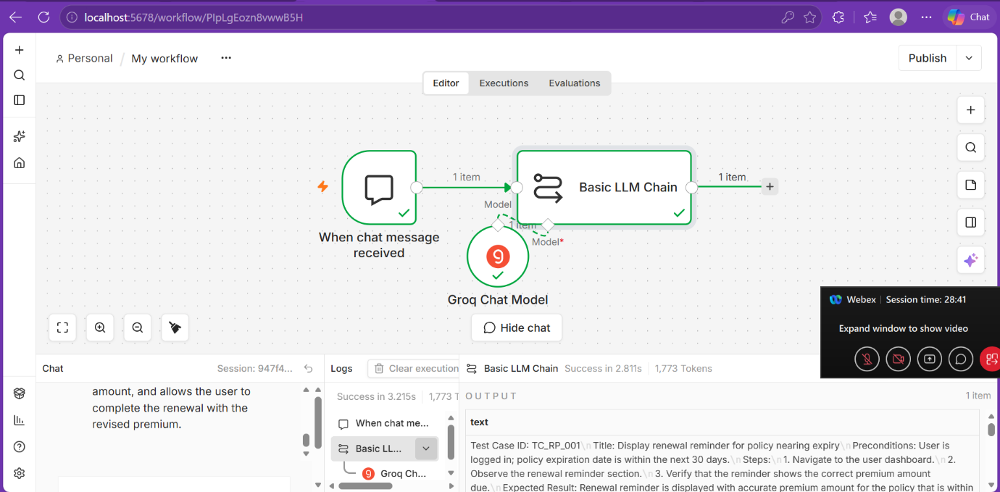 localhost:5678/workflow/PIpLgEozn8vwwB5H
Chat
Personal / My workflow
Publish
Editor
Executions
Evaluations
1 item
1 item
Basic LLM Chain
Model
1 item
Model*
When chat message
received
Groq Chat Model
Hide chat
Webex | Session time: 28:41
Expand window to show video
Chat
Session: 947f4...
Logs
Clear execution
Basic LLM Chain Success in 2.811s | 1,773 Tokens
amount, and allows the user to
complete the renewal with the
revised premium.
Success in 3.215s | 1,773 T
When chat me...
Basic LL...
Groq Ch...
OUTPUT
1 item
text
Test Case ID: TC_RP_001\nTitle: Display renewal reminder for policy nearing expiry\nPreconditions: User is
logged in; policy expiration date is within the next 30 days.\nSteps:\n1. Navigate to the user dashboard.\n2.
Observe the renewal reminder section.\n3. Verify that the reminder shows the correct premium amount
due.\nExpected Result: Renewal reminder is displayed with accurate premium amount for the policy that is within